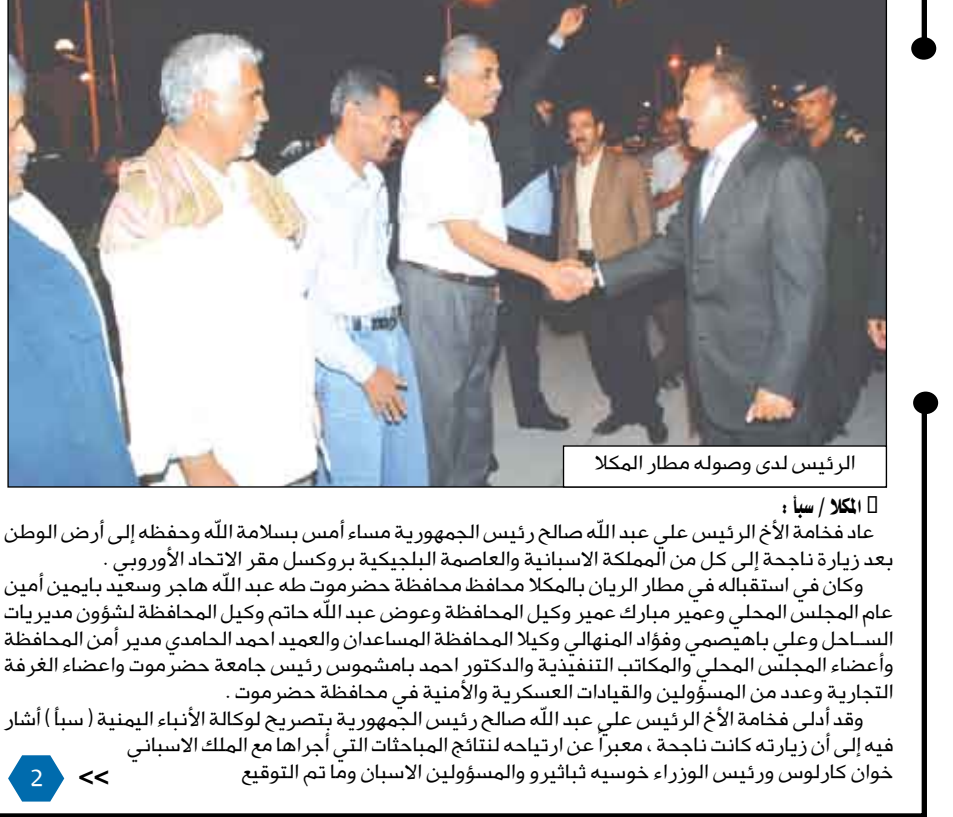 الرئيس لدى وصوله مطار المكلا
المكلا / سبأ :
عاد فخامة الأخ الرئيس علي عبد الله صالح رئيس الجمهورية مساء أمس بسلامة الله وحفظه إلى أرض الوطن
بعد زيارة ناجحة إلى كل من المملكة الاسبانية والعاصمة البلجيكية بروكسل مقر الاتحاد الأوروبي .
وكان في استقباله في مطار الريان بالمكلا محافظ محافظة حضرموت طه عبد الله هاجر وسعيد بايمين أمين
عام المجلس المحلي وعمير مبارك عمير وكيل المحافظة وعوض عبد الله حاتم وكيل المحافظة لشؤون مديريات
الساحل وعلي باهيصمي وفؤاد المنهالي وكيلا المحافظة المساعدان والعميد احمد الحامدي مدير أمن المحافظة
وأعضاء المجلس المحلي والمكاتب التنفيذية والدكتور احمد بامشموس رئيس جامعة حضرموت واعضاء الغرفة
التجارية وعدد من المسؤولين والقيادات العسكرية والأمنية في محافظة حضرموت .
وقد أدلى فخامة الأخ الرئيس علي عبد الله صالح رئيس الجمهورية بتصريح لوكالة الأنباء اليمنية ( سبأ ) أشار
فيه إلى أن زيارته كانت ناجحة ، معبراً عن ارتياحه لنتائج المباحثات التي أجراها مع الملك الاسباني
خوان كارلوس ورئيس الوزراء خوسيه ثباثيرو والمسؤولين الاسبان وما تم التوقيع
>> 2